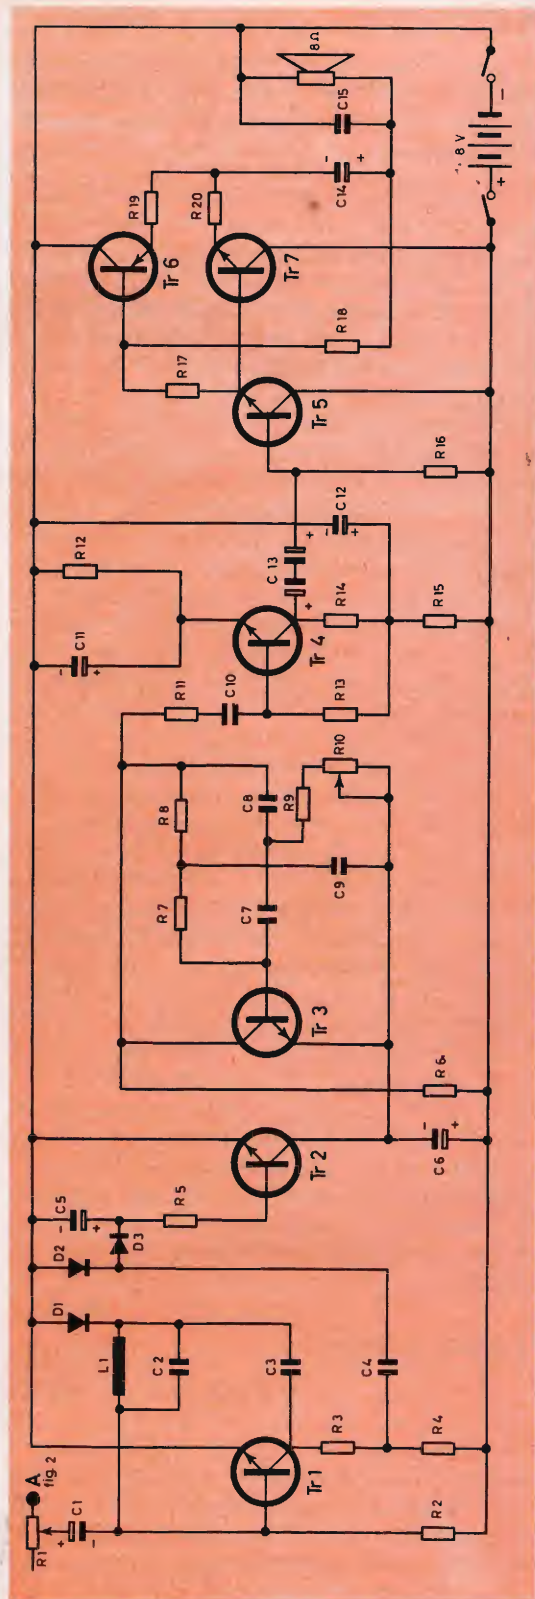 R1
A
fig. 2
C1
+
-
Tr 1
R2
L1
C2
C3
R3
R4
C4
D1
D2
D3
C5
-
+
R5
Tr 2
C6
-
+
R6
Tr 3
R7
R8
C7
C8
C9
R9
R10
R11
C10
R13
C11
-
+
R12
Tr 4
R14
R15
C13
+
+
C12
-
+
R16
Tr 5
R17
R18
Tr 6
Tr 7
R19
R20
C14
-
+
C15
8 Ω
8 V
+
-